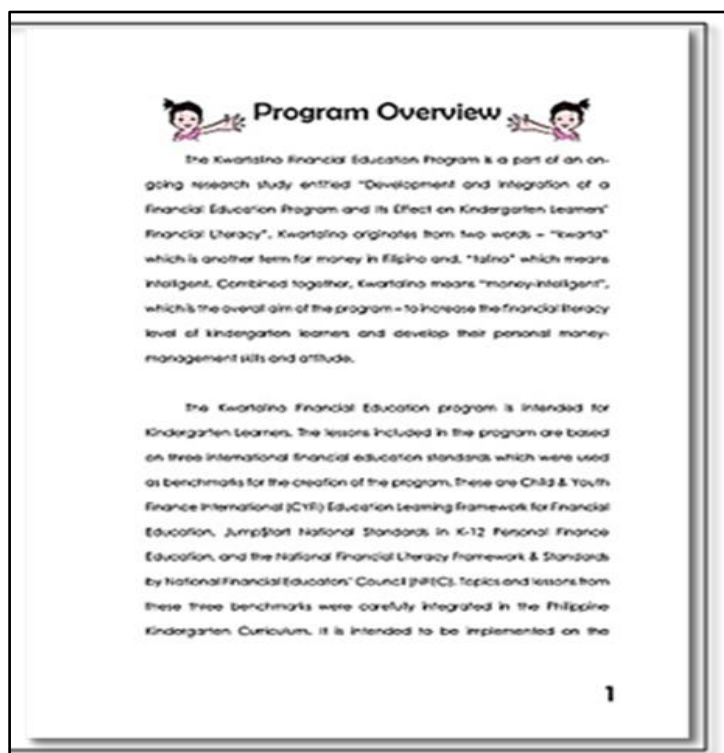 Program Overview
The Kwartalino Financial Education Program is a part of an on-
going research study entitled "Development and Integration of a
Financial Education Program and Its Effect on Kindergarten Learners'
Financial Literacy". Kwartalino originates from two words – "kwarta"
which is another term for money in Filipino and, "talino" which means
intelligent. Combined together, Kwartalino means "money-intelligent",
which is the overall aim of the program – to increase the financial literacy
level of kindergarten learners and develop their personal money-
management skills and attitude.
The Kwartalino Financial Education program is intended for
Kindergarten Learners. The lessons included in the program are based
on three international financial education standards which were used
as benchmarks for the creation of the program. These are Child & Youth
Finance International (CYFI) Education Learning Framework for Financial
Education, Jump$tart National Standards in K-12 Personal Finance
Education, and the National Financial Literacy Framework & Standards
by National Financial Educators' Council (NFEC). Topics and lessons from
these three benchmarks were carefully integrated in the Philippine
Kindergarten Curriculum. It is intended to be implemented on the
1